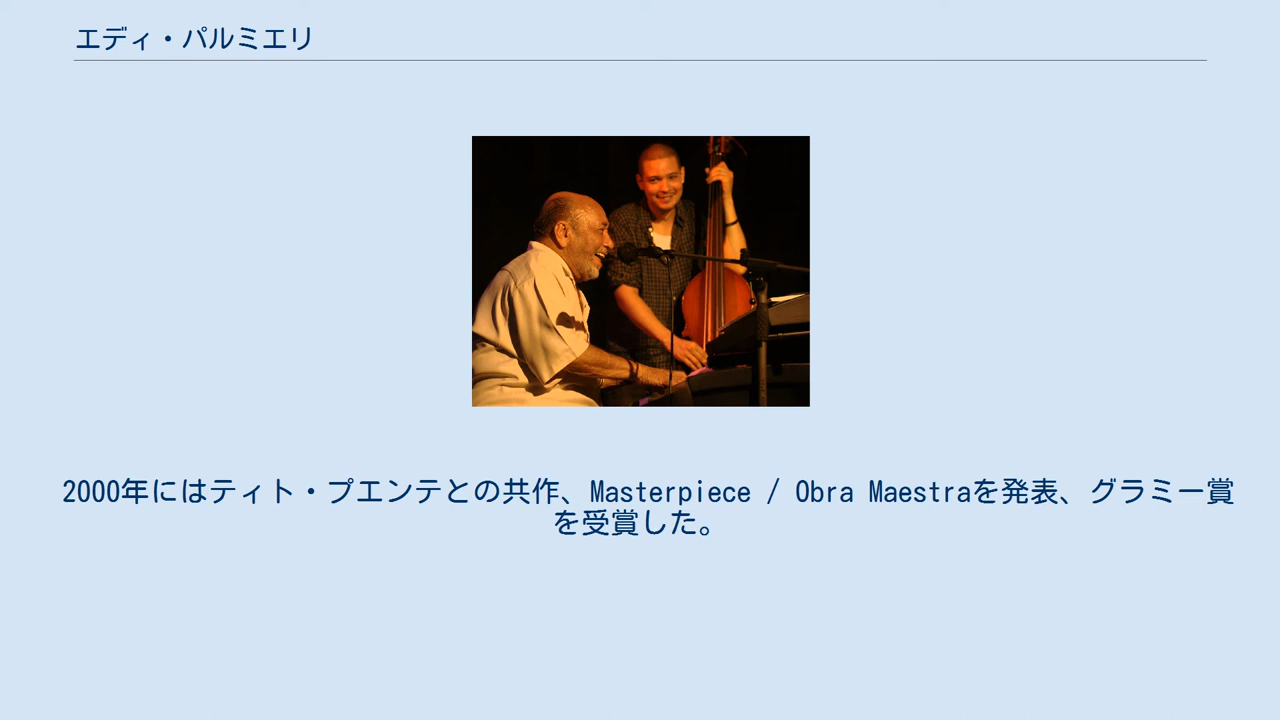 エディ・パルミエリ
2000年にはティト・プエンテとの共作、Masterpiece / Obra Maestraを発表、グラミー賞
を受賞した。